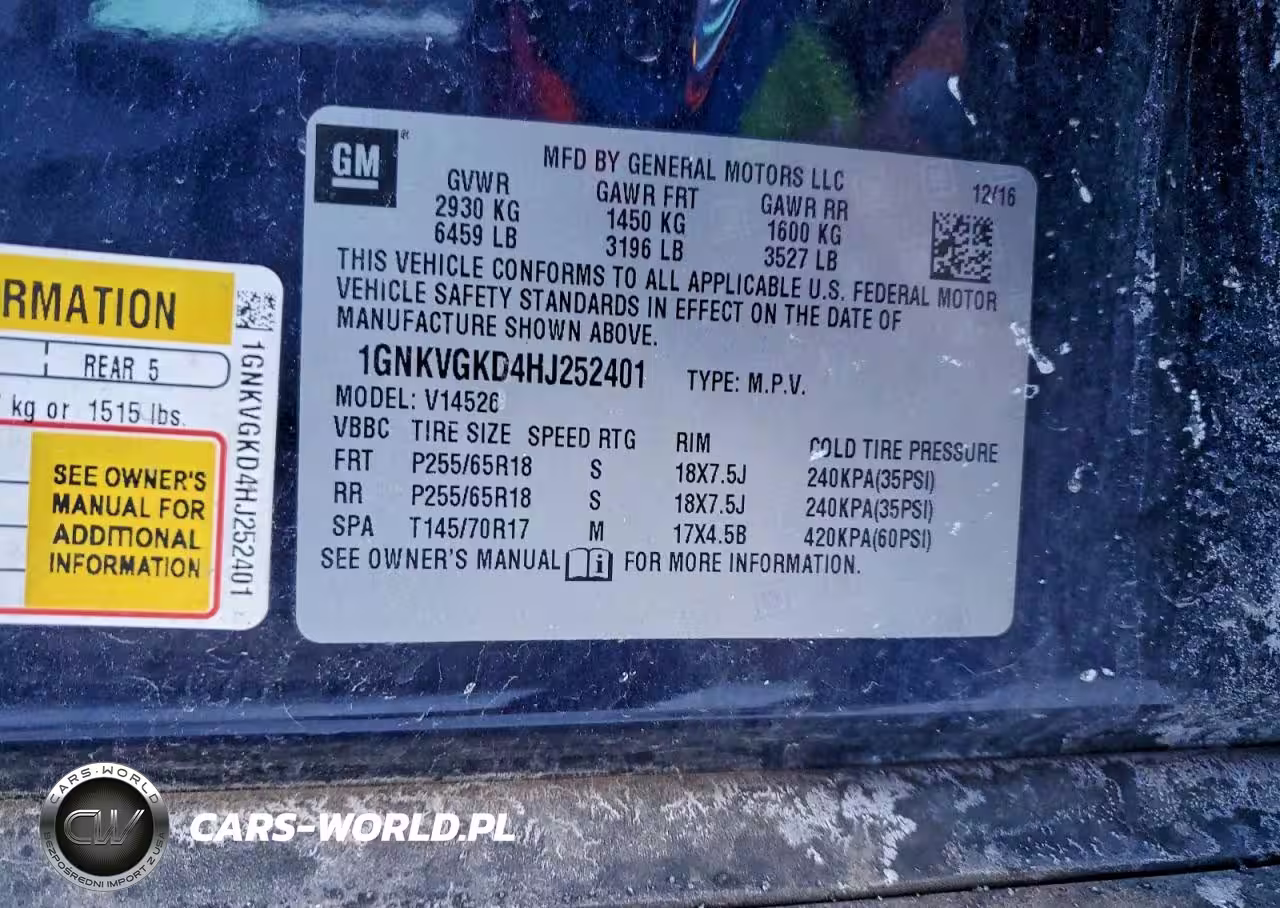 GM
MFD BY GENERAL MOTORS LLC
12/16
GVWR GAWR FRT GAWR RR
2930 KG 1450 KG 1600 KG
6459 LB 3196 LB 3527 LB
THIS VEHICLE CONFORMS TO ALL APPLICABLE U.S. FEDERAL MOTOR
VEHICLE SAFETY STANDARDS IN EFFECT ON THE DATE OF
MANUFACTURE SHOWN ABOVE.
1GNKVGKD4HJ252401 TYPE: M.P.V.
MODEL: V14526
VBBC TIRE SIZE SPEED RTG RIM COLD TIRE PRESSURE
FRT P255/65R18 S 18X7.5J 240KPA(35PSI)
RR P255/65R18 S 18X7.5J 240KPA(35PSI)
SPA T145/70R17 M 17X4.5B 420KPA(60PSI)
SEE OWNER'S MANUAL i FOR MORE INFORMATION.
RMATION
REAR 5
kg or 1515 lbs.
SEE OWNER'S
MANUAL FOR
ADDITIONAL
INFORMATION
1GNKVGKD4HJ252401
CARS-WORLD
CW
BEZPOŚREDNI IMPORT Z USA
CARS-WORLD.PL